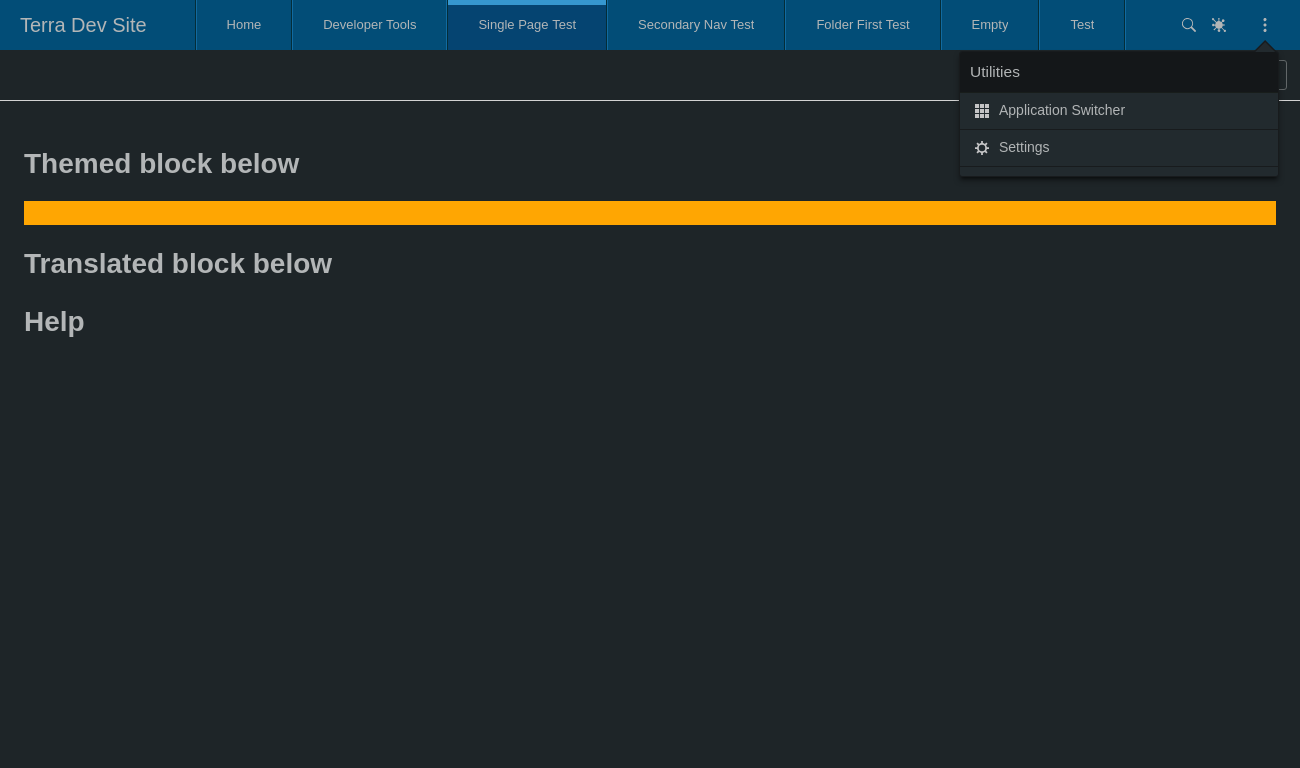 Terra Dev Site
Home
Developer Tools
Single Page Test
Secondary Nav Test
Folder First Test
Empty
Test
Utilities
Application Switcher
Settings
Themed block below
Translated block below
Help